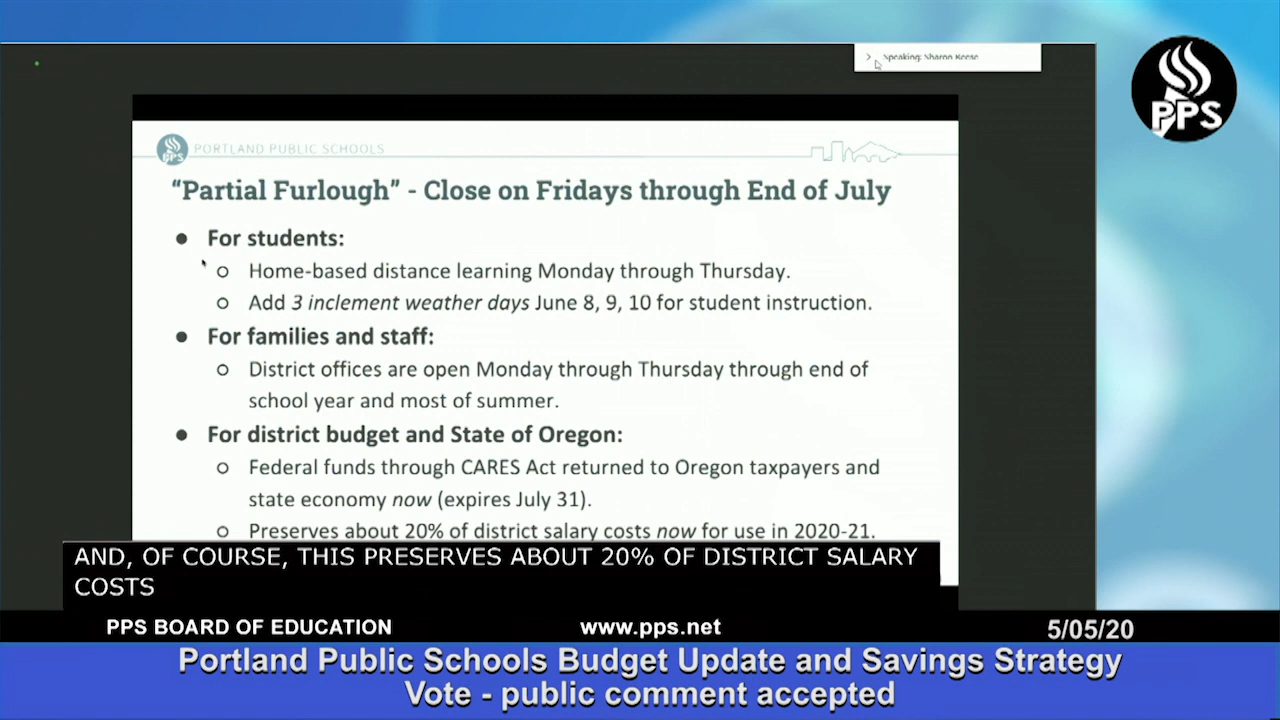 Speaking: Sharon Reese
PPS
PPS
PORTLAND PUBLIC SCHOOLS
“Partial Furlough” - Close on Fridays through End of July
● For students:
○ Home-based distance learning Monday through Thursday.
○ Add 3 inclement weather days June 8, 9, 10 for student instruction.
● For families and staff:
○ District offices are open Monday through Thursday through end of
school year and most of summer.
● For district budget and State of Oregon:
○ Federal funds through CARES Act returned to Oregon taxpayers and
state economy now (expires July 31).
○ Preserves about 20% of district salary costs now for use in 2020-21.
AND, OF COURSE, THIS PRESERVES ABOUT 20% OF DISTRICT SALARY
COSTS
PPS BOARD OF EDUCATION www.pps.net 5/05/20
Portland Public Schools Budget Update and Savings Strategy
Vote - public comment accepted